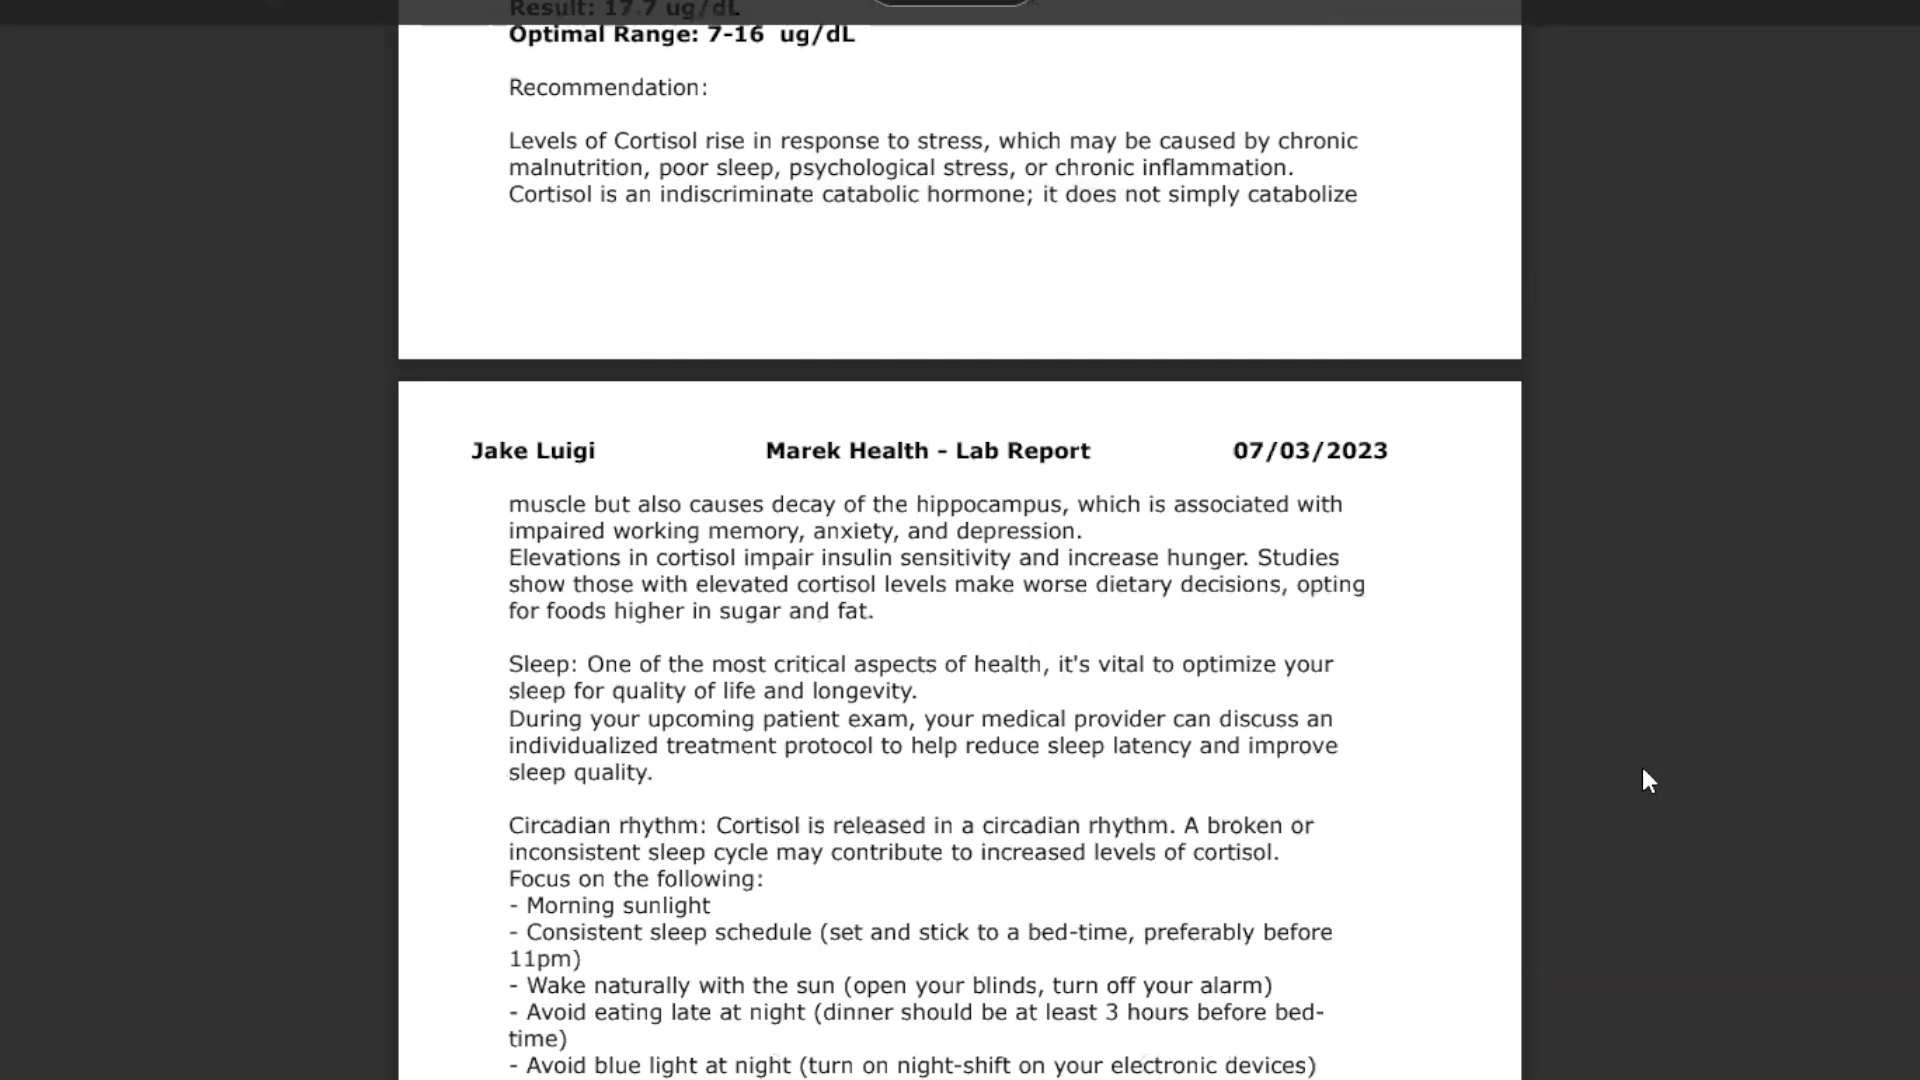 Result: 17.7 ug/dL
Optimal Range: 7-16 ug/dL
Recommendation:
Levels of Cortisol rise in response to stress, which may be caused by chronic
malnutrition, poor sleep, psychological stress, or chronic inflammation.
Cortisol is an indiscriminate catabolic hormone; it does not simply catabolize
Jake Luigi Marek Health - Lab Report 07/03/2023
muscle but also causes decay of the hippocampus, which is associated with
impaired working memory, anxiety, and depression.
Elevations in cortisol impair insulin sensitivity and increase hunger. Studies
show those with elevated cortisol levels make worse dietary decisions, opting
for foods higher in sugar and fat.
Sleep: One of the most critical aspects of health, it's vital to optimize your
sleep for quality of life and longevity.
During your upcoming patient exam, your medical provider can discuss an
individualized treatment protocol to help reduce sleep latency and improve
sleep quality.
Circadian rhythm: Cortisol is released in a circadian rhythm. A broken or
inconsistent sleep cycle may contribute to increased levels of cortisol.
Focus on the following:
- Morning sunlight
- Consistent sleep schedule (set and stick to a bed-time, preferably before
11pm)
- Wake naturally with the sun (open your blinds, turn off your alarm)
- Avoid eating late at night (dinner should be at least 3 hours before bed-
time)
- Avoid blue light at night (turn on night-shift on your electronic devices)